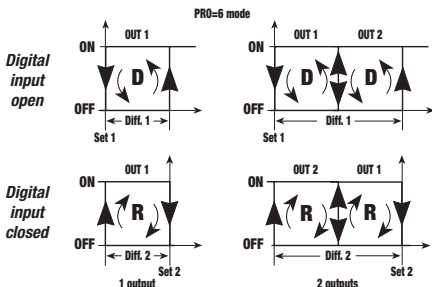 PRO=6 mode
OUT 1
OUT 1 OUT 2
Digital
input
open
ON
D
OFF
Diff. 1
Set 1
ON
D D
OFF
Diff. 1
Set 1
Digital
input
closed
OUT 1
ON
R
OFF
Diff. 2
Set 2
1 output
OUT 2 OUT 1
ON
R R
OFF
Diff. 2
Set 2
2 outputs